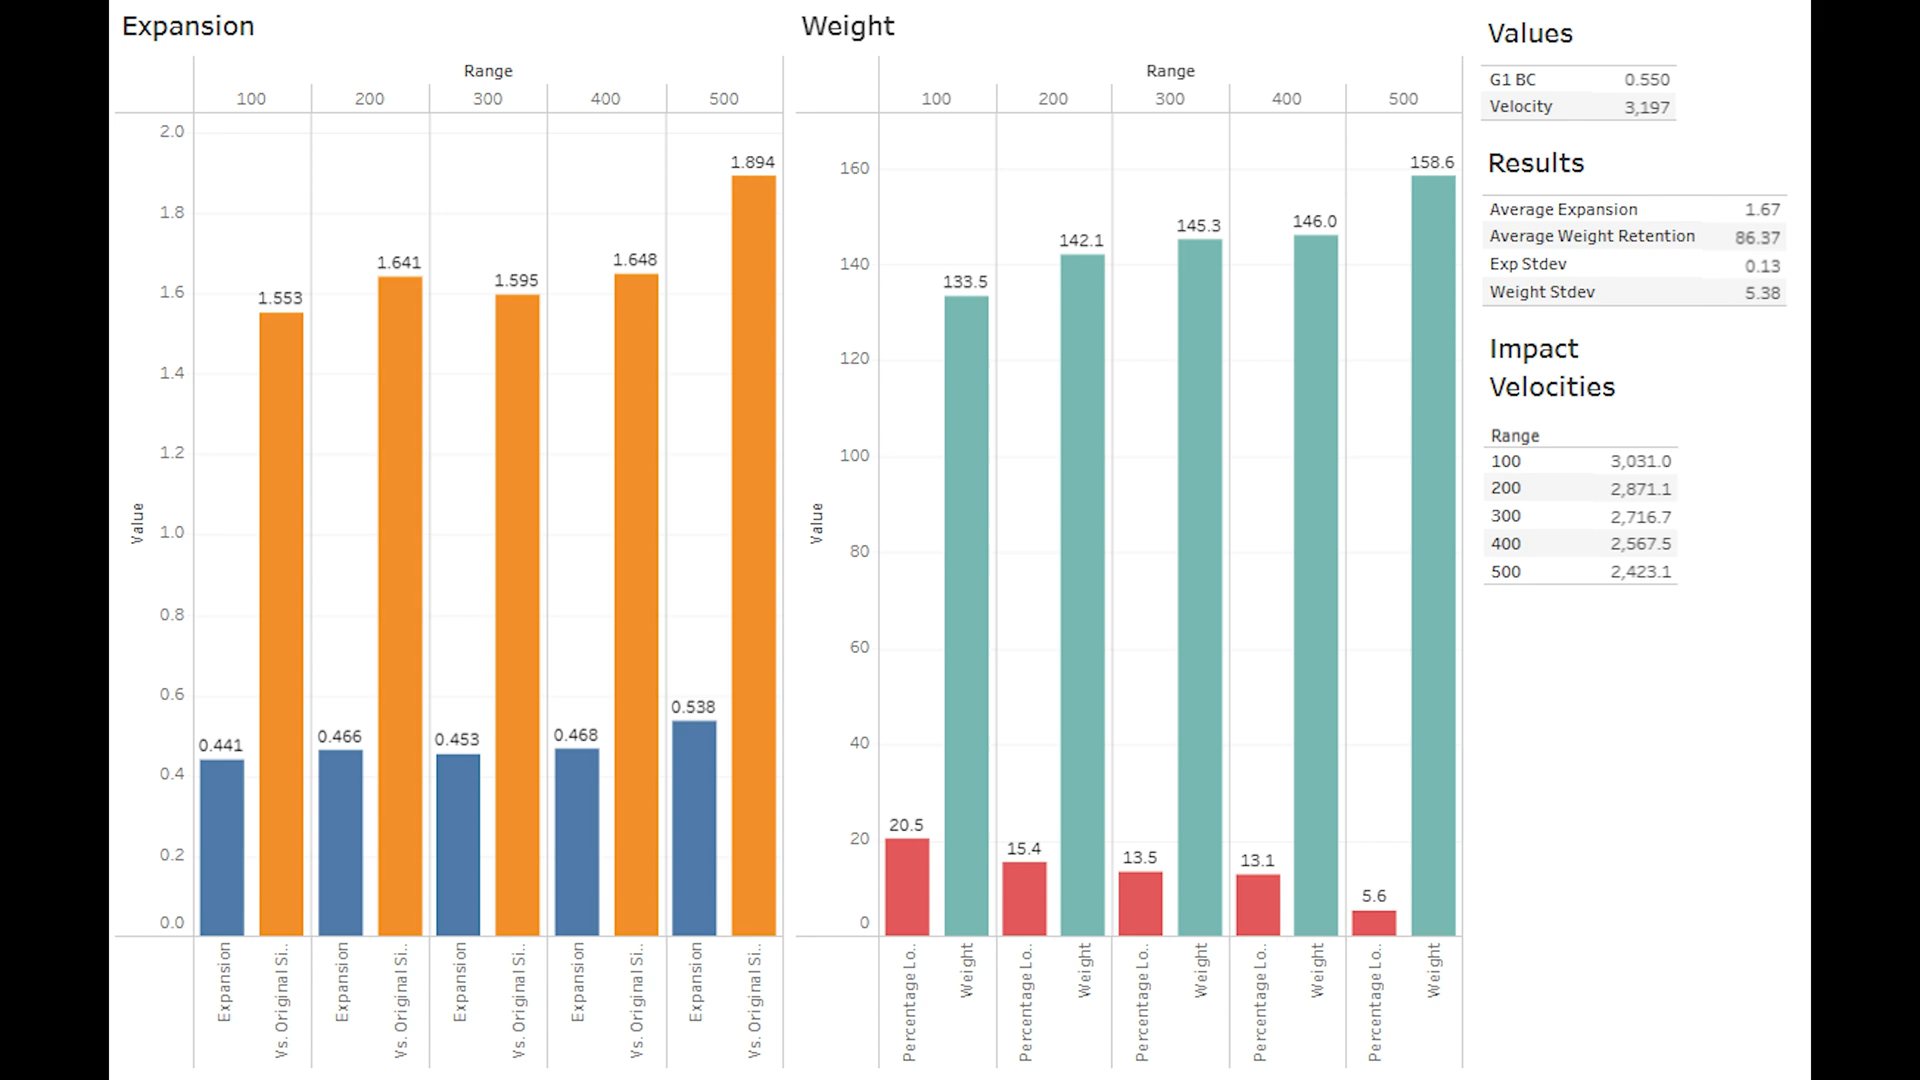 Expansion
Range
100 200 300 400 500
2.0
1.8
1.6
1.4
1.2
1.0
0.8
0.6
0.4
0.2
0.0
Value
0.441 1.553 0.466 1.641 0.453 1.595 0.468 1.648 0.538 1.894
Expansion Vs. Original Si.. Expansion Vs. Original Si.. Expansion Vs. Original Si.. Expansion Vs. Original Si.. Expansion Vs. Original Si..
Weight
Range
100 200 300 400 500
160
140
120
100
80
60
40
20
0
Value
20.5 133.5 15.4 142.1 13.5 145.3 13.1 146.0 5.6 158.6
Percentage Lo.. Weight Percentage Lo.. Weight Percentage Lo.. Weight Percentage Lo.. Weight Percentage Lo.. Weight
Values
G1 BC 0.550
Velocity 3,197
Results
Average Expansion 1.67
Average Weight Retention 86.37
Exp Stdev 0.13
Weight Stdev 5.38
Impact
Velocities
Range
100 3,031.0
200 2,871.1
300 2,716.7
400 2,567.5
500 2,423.1